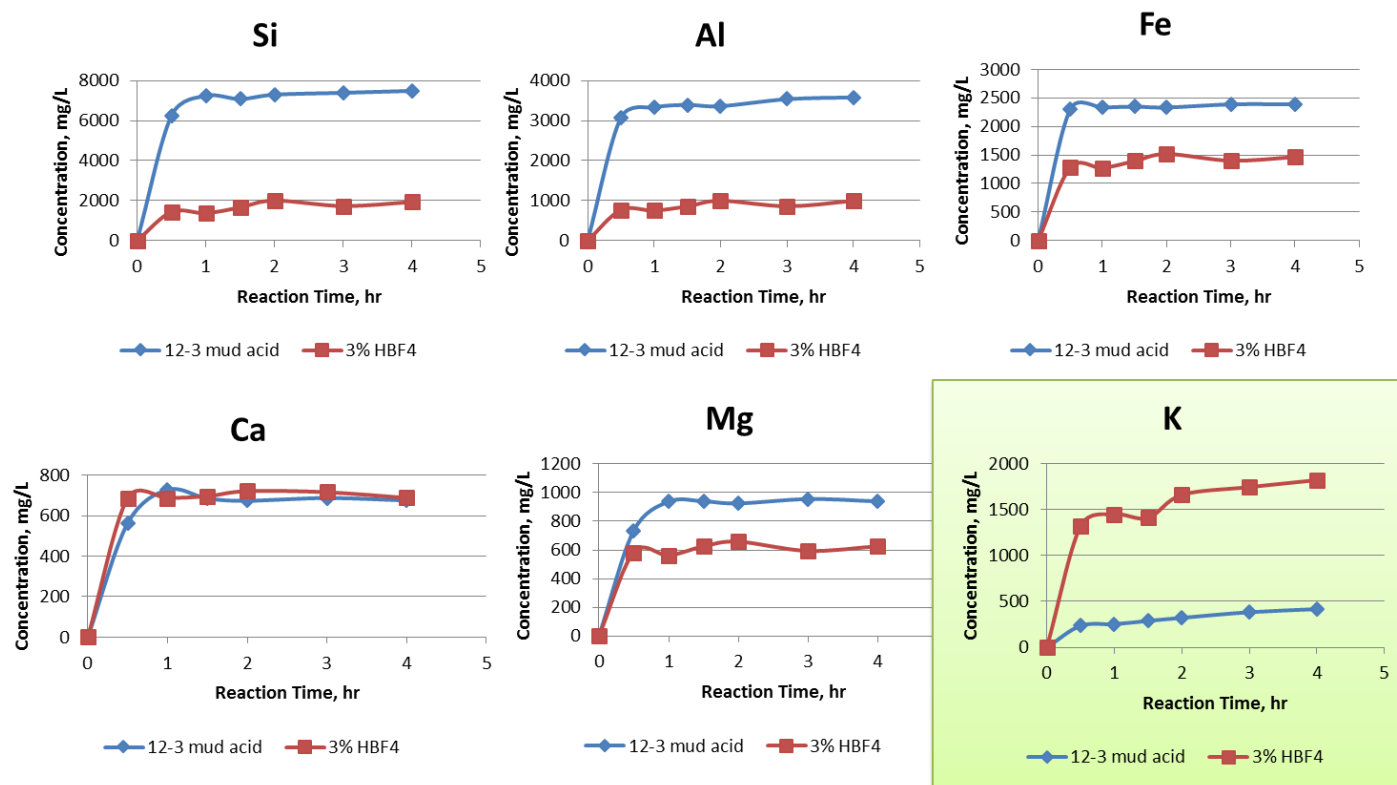 Si
Concentration, mg/L
8000
6000
4000
2000
0
0 1 2 3 4 5
Reaction Time, hr
12-3 mud acid 3% HBF4
Al
Concentration, mg/L
4000
3000
2000
1000
0
0 1 2 3 4 5
Reaction Time, hr
12-3 mud acid 3% HBF4
Fe
Concentration, mg/L
3000
2500
2000
1500
1000
500
0
0 1 2 3 4 5
Reaction Time, hr
12-3 mud acid 3% HBF4
Ca
Concentration, mg/L
800
600
400
200
0
0 1 2 3 4 5
Reaction Time, hr
12-3 mud acid 3% HBF4
Mg
Concentration, mg/L
1200
1000
800
600
400
200
0
0 1 2 3 4
Reaction Time, hr
12-3 mud acid 3% HBF4
K
Concentration, mg/L
2000
1500
1000
500
0
0 1 2 3 4 5
Reaction Time, hr
12-3 mud acid 3% HBF4